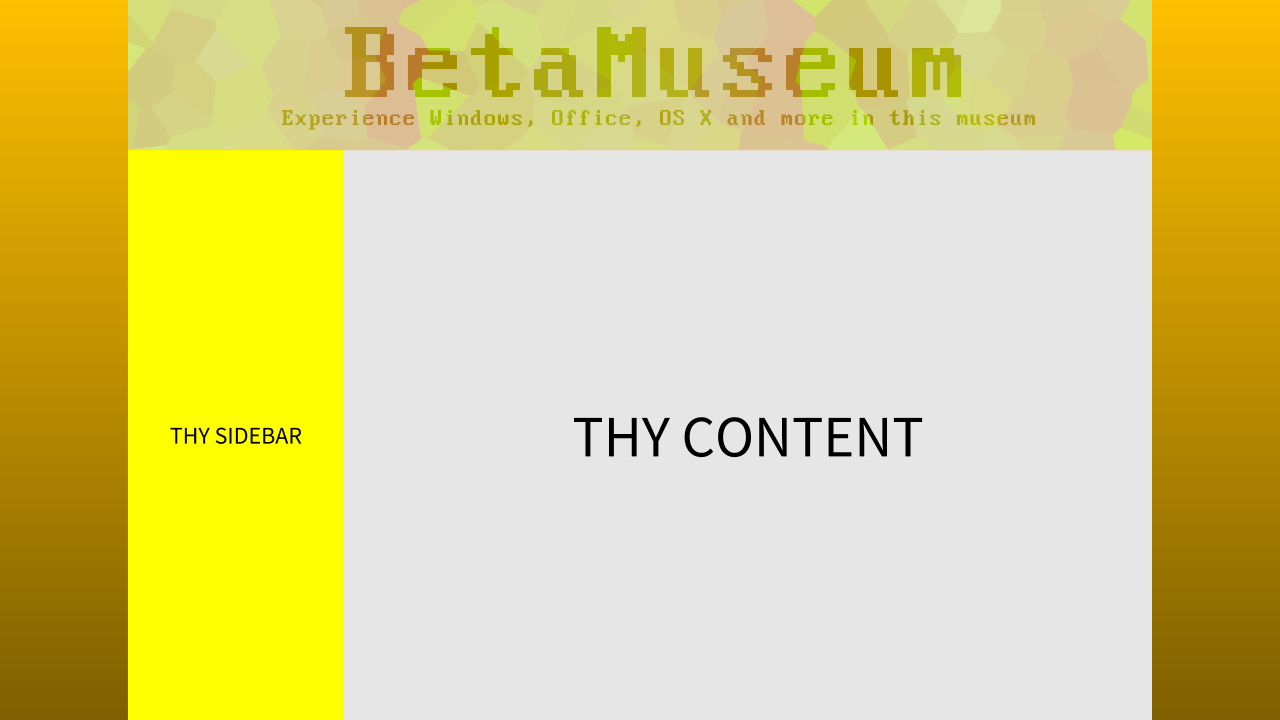 BetaMuseum
Experience Windows, Office, OS X and more in this museum
THY SIDEBAR
THY CONTENT